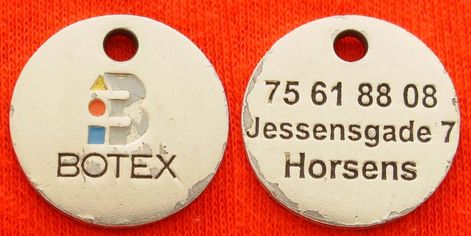 B
BOTEX
75 61 88 08
Jessensgade 7
Horsens